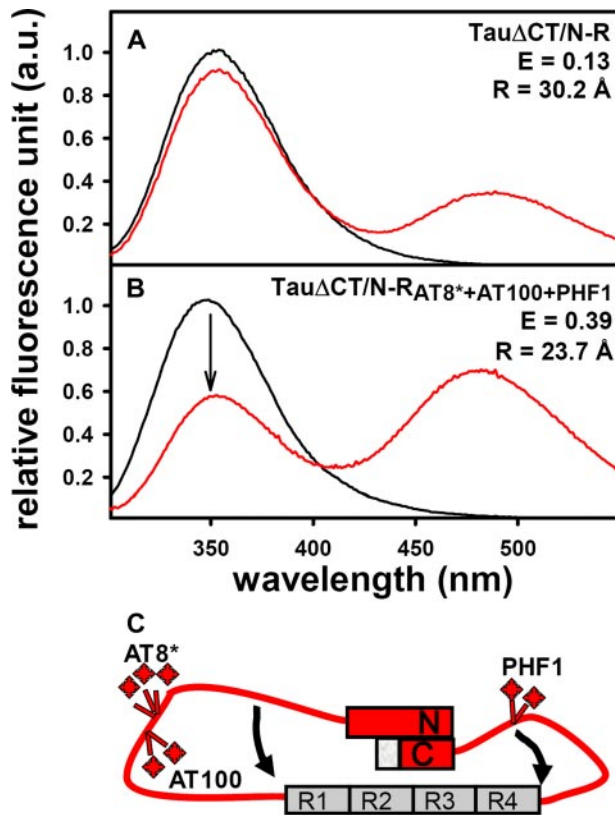 relative fluorescence unit (a.u.)
A
TauΔCT/N-R
E = 0.13
R = 30.2 Å
1.0
0.8
0.6
0.4
0.2
B
TauΔCT/N-RAT8*+AT100+PHF1
E = 0.39
R = 23.7 Å
1.0
0.8
0.6
0.4
0.2
350
400
450
500
wavelength (nm)
C
AT8*
PHF1
N
C
AT100
R1
R2
R3
R4